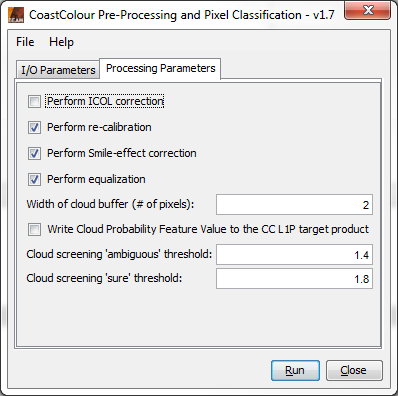 CoastColour Pre-Processing and Pixel Classification - v1.7
File Help
I/O Parameters Processing Parameters
Perform ICOL correction
Perform re-calibration
Perform Smile-effect correction
Perform equalization
Width of cloud buffer (# of pixels): 2
Write Cloud Probability Feature Value to the CC L1P target product
Cloud screening 'ambiguous' threshold: 1.4
Cloud screening 'sure' threshold: 1.8
Run Close